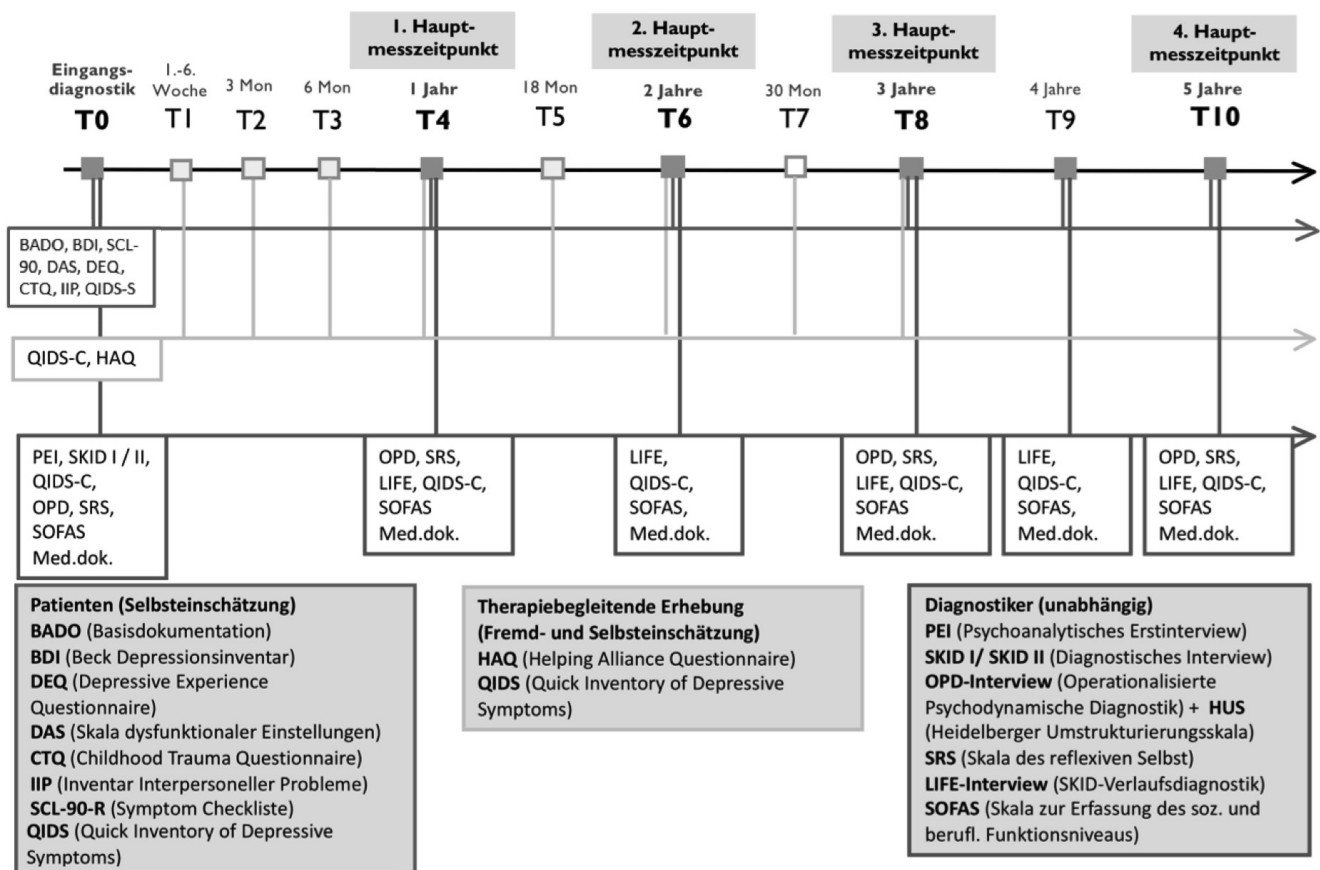 1. Haupt-
messzeitpunkt
2. Haupt-
messzeitpunkt
3. Haupt-
messzeitpunkt
4. Haupt-
messzeitpunkt
Eingangs-
diagnostik
T0
1.-6.
Woche
T1
3 Mon
T2
6 Mon
T3
1 Jahr
T4
18 Mon
T5
2 Jahre
T6
30 Mon
T7
3 Jahre
T8
4 Jahre
T9
5 Jahre
T10
BADO, BDI, SCL-
90, DAS, DEQ,
CTQ, IIP, QIDS-S
QIDS-C, HAQ
PEI, SKID I / II,
QIDS-C,
OPD, SRS,
SOFAS
Med.dok.
OPD, SRS,
LIFE, QIDS-C,
SOFAS
Med.dok.
LIFE,
QIDS-C,
SOFAS,
Med.dok.
OPD, SRS,
LIFE, QIDS-C,
SOFAS
Med.dok.
LIFE,
QIDS-C,
SOFAS,
Med.dok.
OPD, SRS,
LIFE, QIDS-C,
SOFAS
Med.dok.
Patienten (Selbsteinschätzung)
BADO (Basisdokumentation)
BDI (Beck Depressionsinventar)
DEQ (Depressive Experience
Questionnaire)
DAS (Skala dysfunktionaler Einstellungen)
CTQ (Childhood Trauma Questionnaire)
IIP (Inventar Interpersoneller Probleme)
SCL-90-R (Symptom Checkliste)
QIDS (Quick Inventory of Depressive
Symptoms)
Therapiebegleitende Erhebung
(Fremd- und Selbsteinschätzung)
HAQ (Helping Alliance Questionnaire)
QIDS (Quick Inventory of Depressive
Symptoms)
Diagnostiker (unabhängig)
PEI (Psychoanalytisches Erstinterview)
SKID I/ SKID II (Diagnostisches Interview)
OPD-Interview (Operationalisierte
Psychodynamische Diagnostik) + HUS
(Heidelberger Umstrukturierungsskala)
SRS (Skala des reflexiven Selbst)
LIFE-Interview (SKID-Verlaufsdiagnostik)
SOFAS (Skala zur Erfassung des soz. und
berufl. Funktionsniveaus)